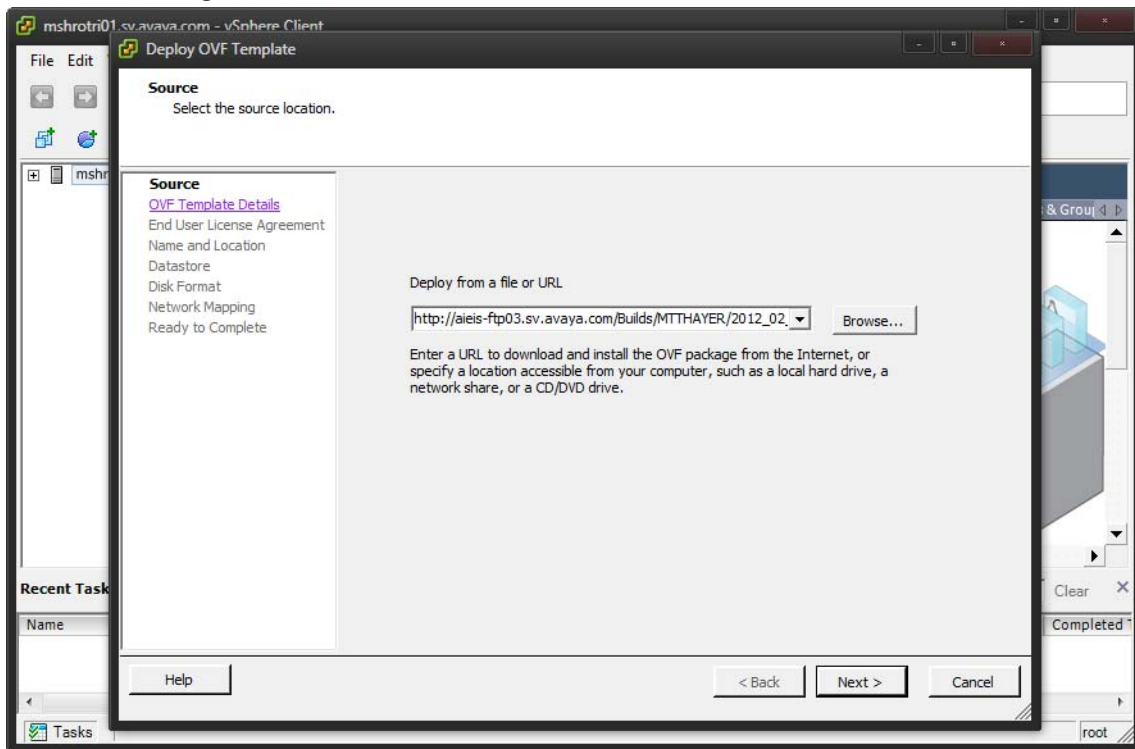 mshrotri01.sv.avaya.com - vSphere Client
Deploy OVF Template
File Edit
Source
Select the source location.
mshr
Source
OVF Template Details
End User License Agreement
Name and Location
Datastore
Disk Format
Network Mapping
Ready to Complete
Deploy from a file or URL
http://aieis-ftp03.sv.avaya.com/Builds/MTTHAYER/2012_02_
Browse...
Enter a URL to download and install the OVF package from the Internet, or
specify a location accessible from your computer, such as a local hard drive, a
network share, or a CD/DVD drive.
& Grou
Recent Task
Clear
Name
Completed
Help
< Back
Next >
Cancel
Tasks
root